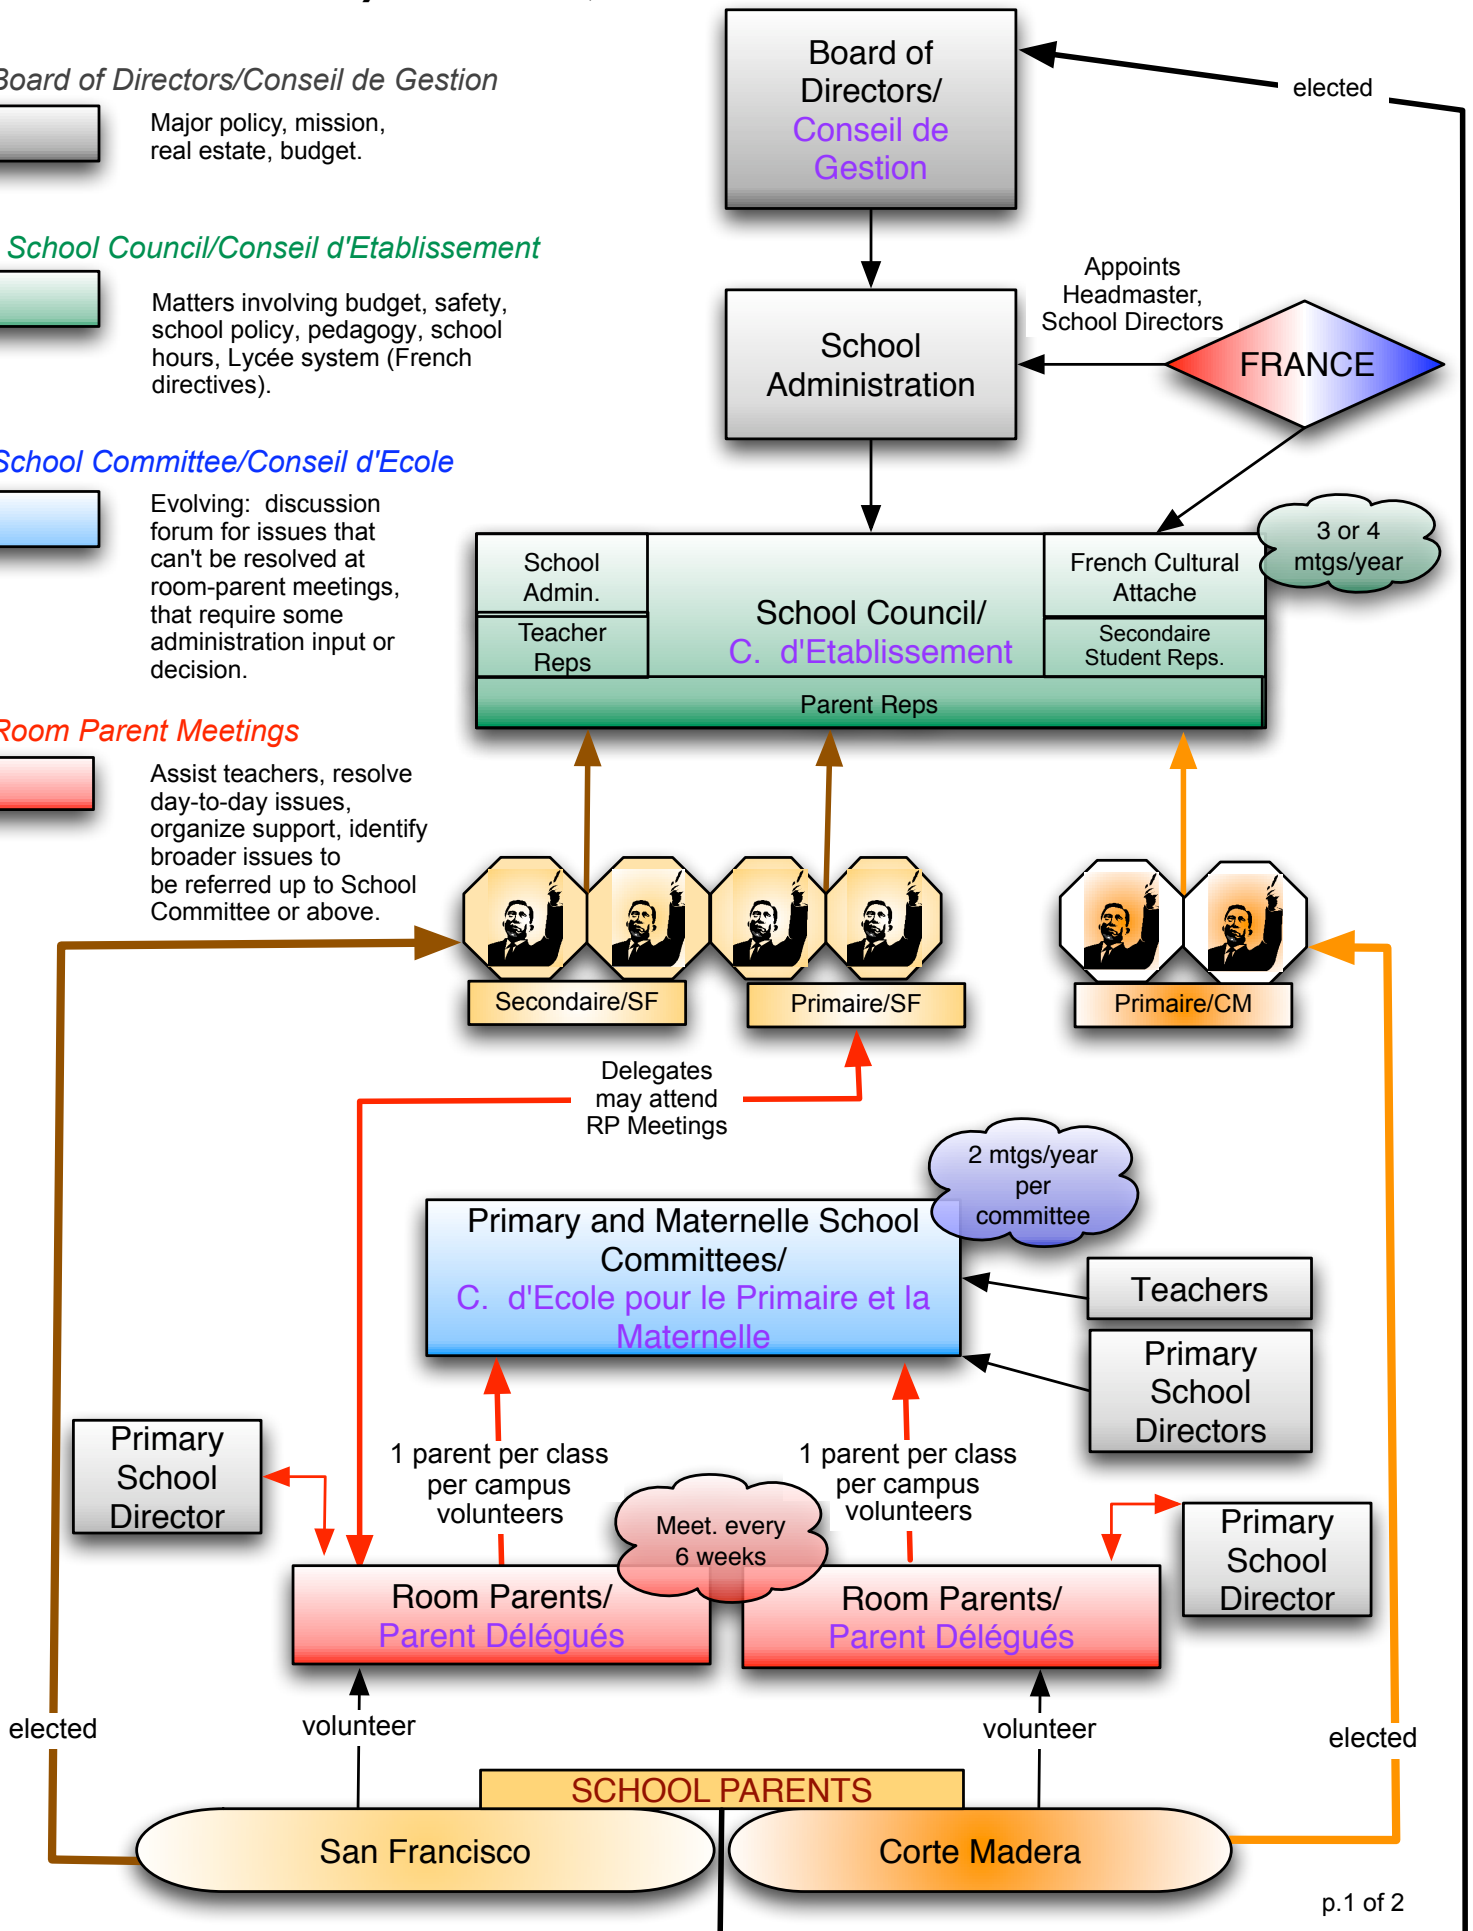 Board of Directors/Conseil de Gestion
Major policy, mission,
real estate, budget.
School Council/Conseil d'Etablissement
Matters involving budget, safety,
school policy, pedagogy, school
hours, Lycée system (French
directives).
School Committee/Conseil d'Ecole
Evolving:  discussion
forum for issues that
can't be resolved at
room-parent meetings,
that require some
administration input or
decision.
Room Parent Meetings
Assist teachers, resolve
day-to-day issues,
organize support, identify
broader issues to
be referred up to School
Committee or above.
Board of
Directors/
Conseil de
Gestion
elected
School
Administration
Appoints
Headmaster,
School Directors
FRANCE
School
Admin.
Teacher
Reps
School Council/
C.  d'Etablissement
French Cultural
Attache
Secondaire
Student Reps.
Parent Reps
3 or 4
mtgs/year
Secondaire/SF
Primaire/SF
Primaire/CM
Delegates
may attend
RP Meetings
2 mtgs/year
per
committee
Primary and Maternelle School
Committees/
C.  d'Ecole pour le Primaire et la
Maternelle
Teachers
Primary
School
Directors
Primary
School
Director
1 parent per class
per campus
volunteers
1 parent per class
per campus
volunteers
Meet. every
6 weeks
Primary
School
Director
Room Parents/
Parent Délégués
Room Parents/
Parent Délégués
elected
volunteer
volunteer
elected
SCHOOL PARENTS
San Francisco
Corte Madera
p.1 of 2